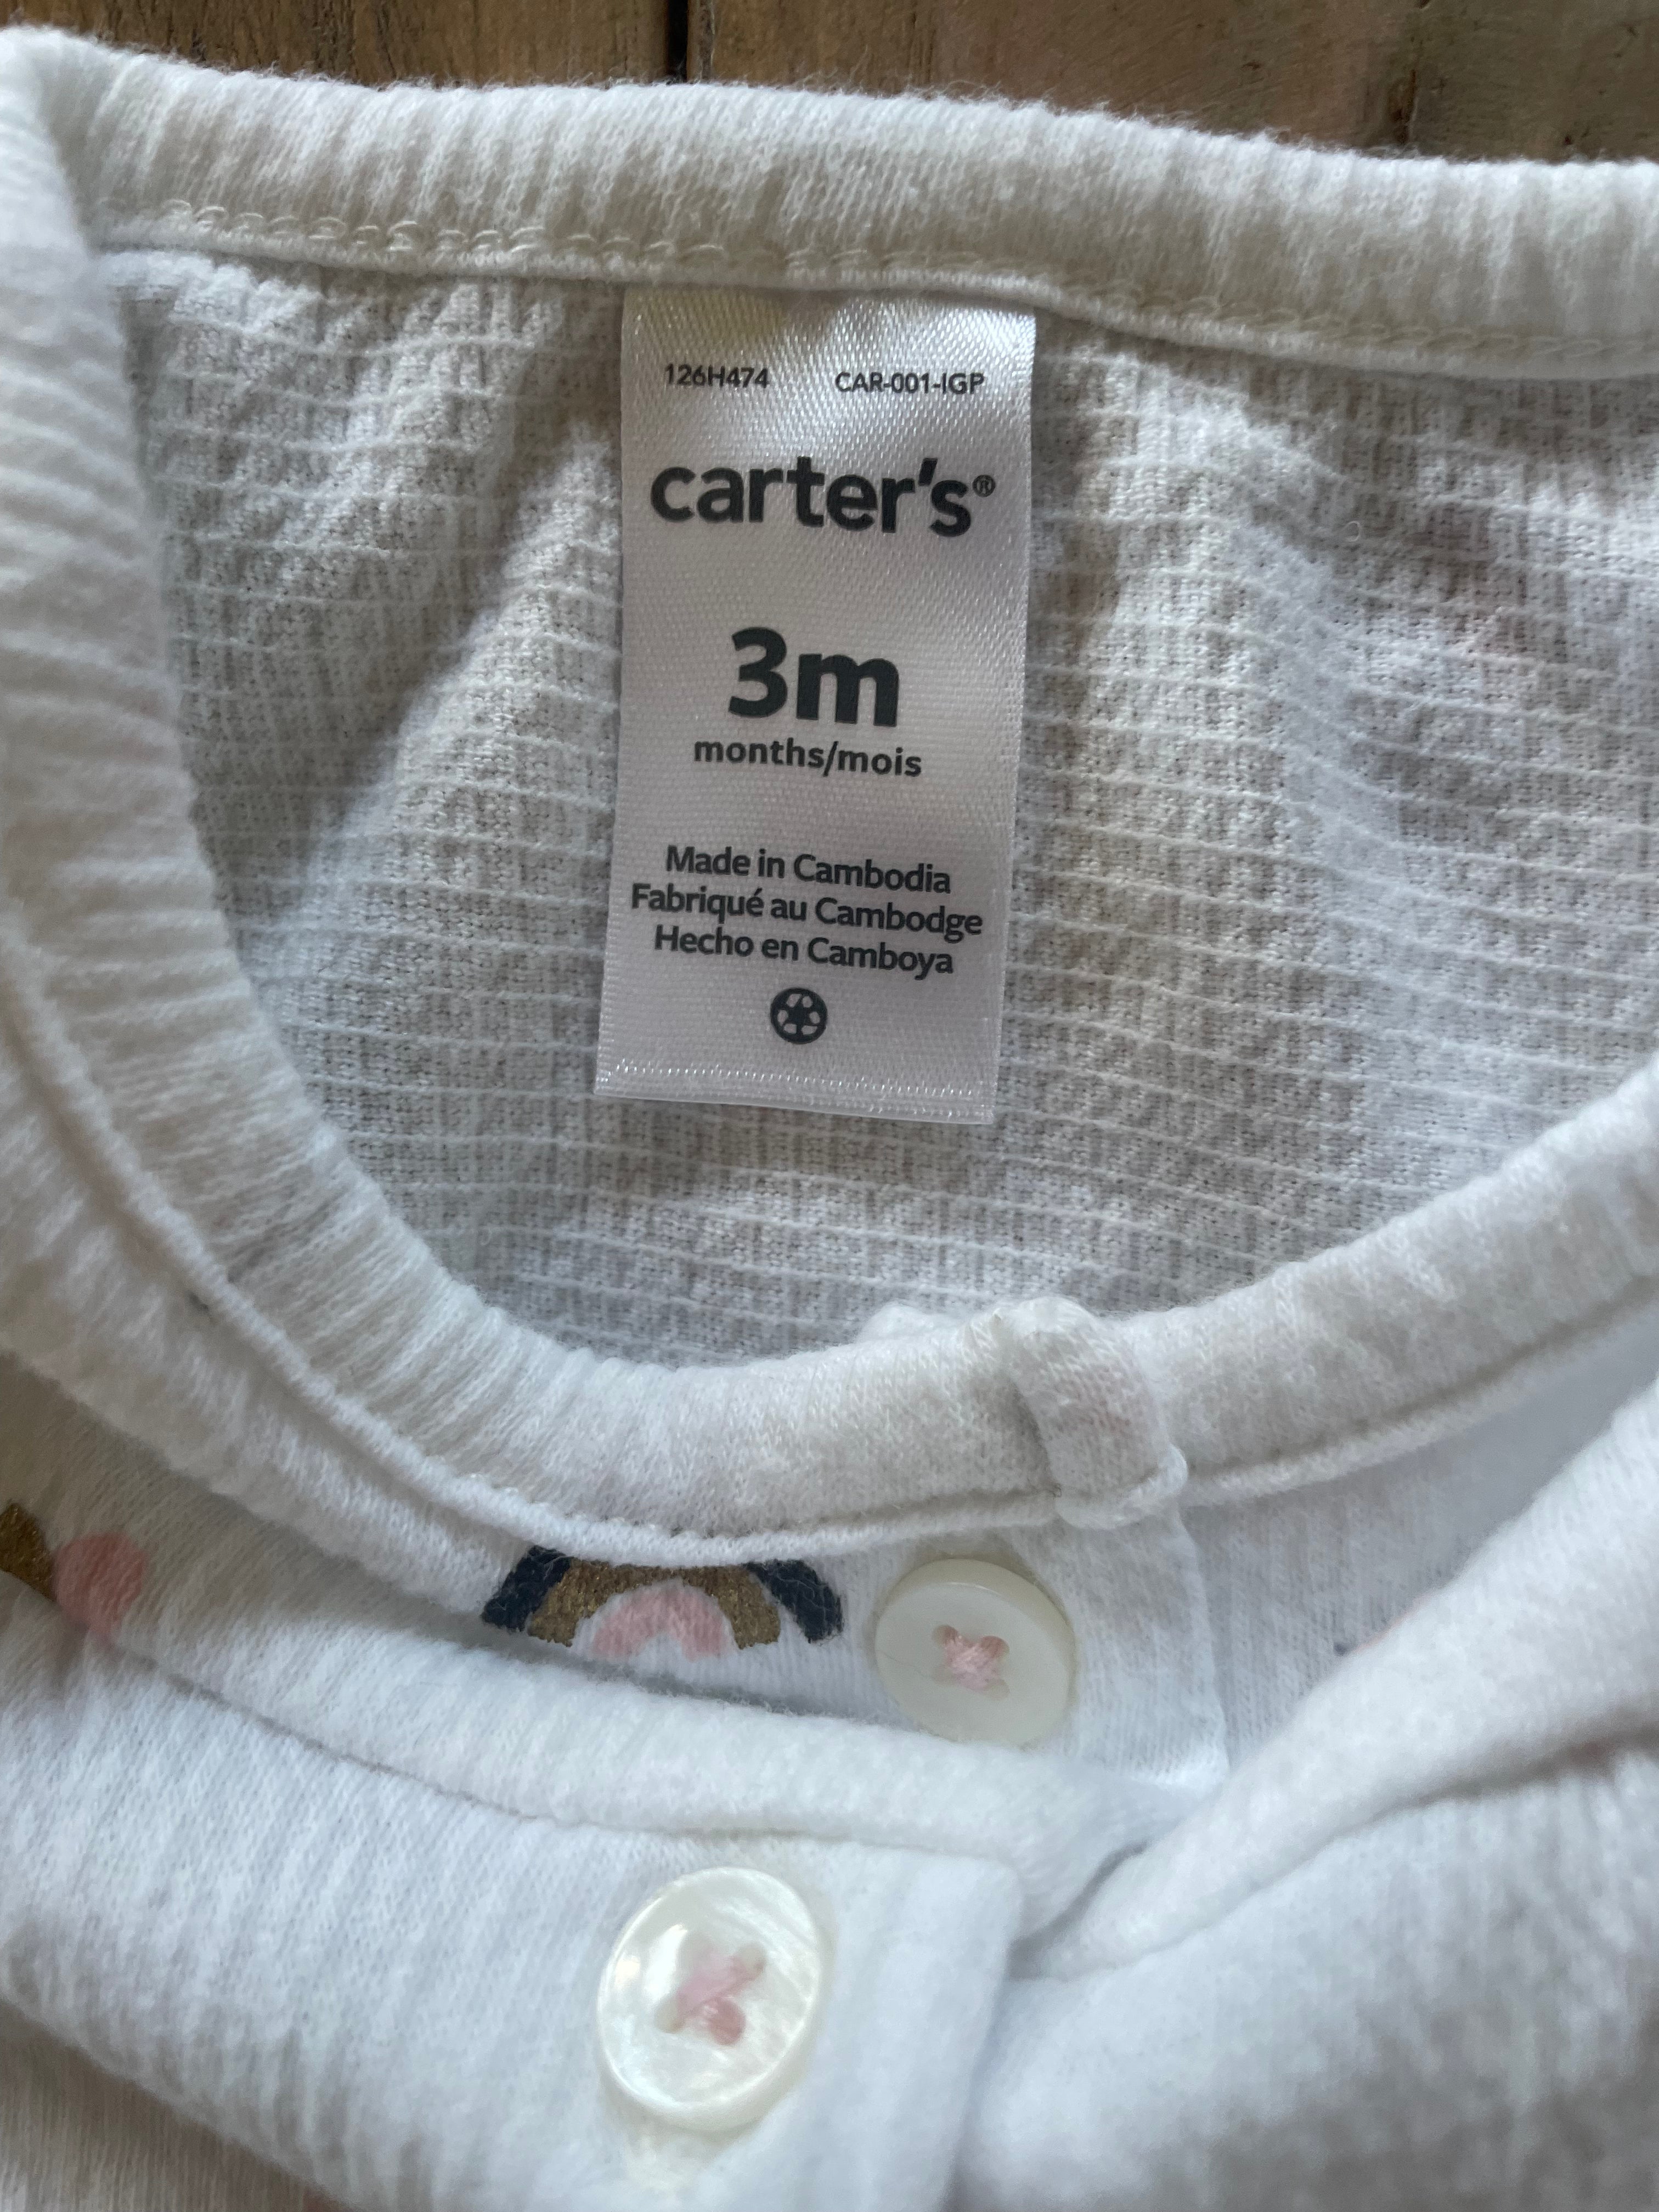 126H474 CAR-001-IGP
carter's®
3m
months/mois
Made in Cambodia
Fabriqué au Cambodge
Hecho en Camboya